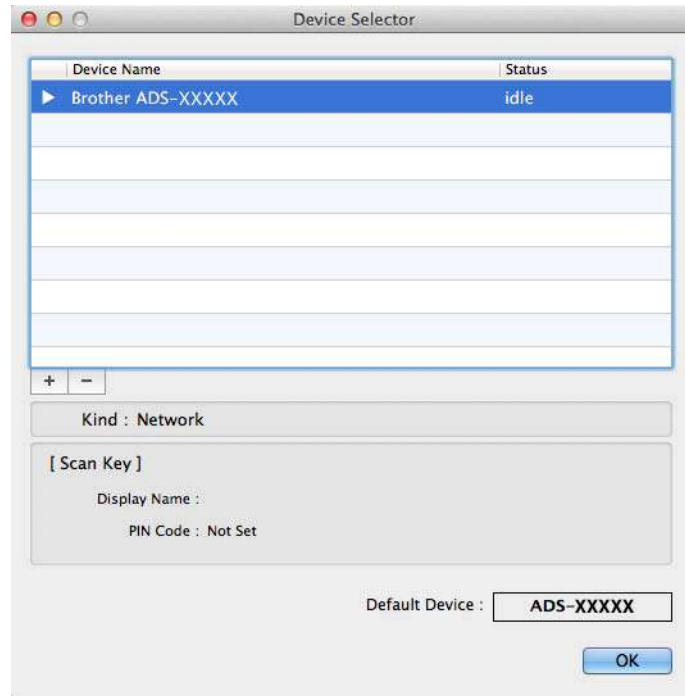 Device Selector
Device Name Status
Brother ADS-XXXXX idle
+ −
Kind : Network
[ Scan Key ]
Display Name :
PIN Code : Not Set
Default Device : ADS-XXXXX
OK